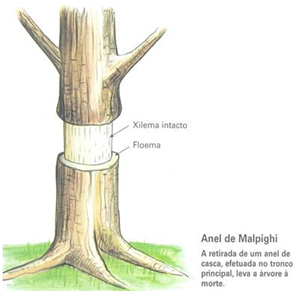 Xilema intacto
Floema
Anel de Malpighi
A retirada de um anel de
casca, efetuada no tronco
principal, leva a árvore à
morte.